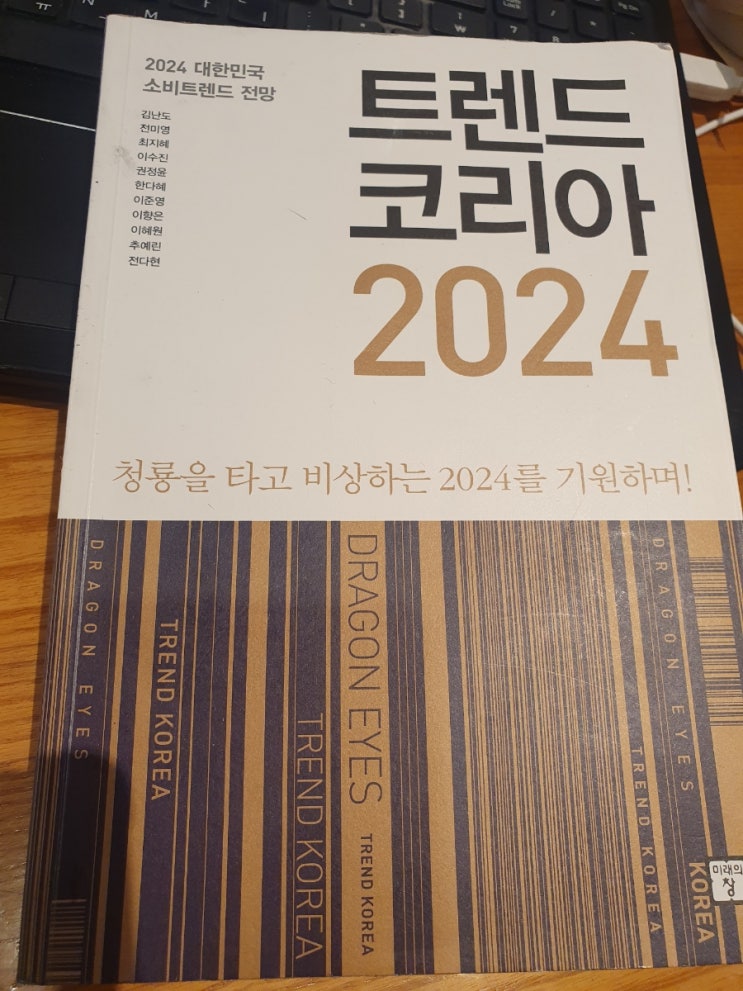 2024 대한민국
소비트렌드 전망
김난도
전미영
최지혜
이수진
권정윤
한다혜
이준영
이향은
이혜원
추예린
전다현
트렌드
코리아
2024
청룡을 타고 비상하는 2024를 기원하며!
DRAGON EYES
TREND KOREA
TREND KOREA
DRAGON EYES
TREND KOREA
DRAGON EYES
TREND KOREA
KOREA
미래의
창